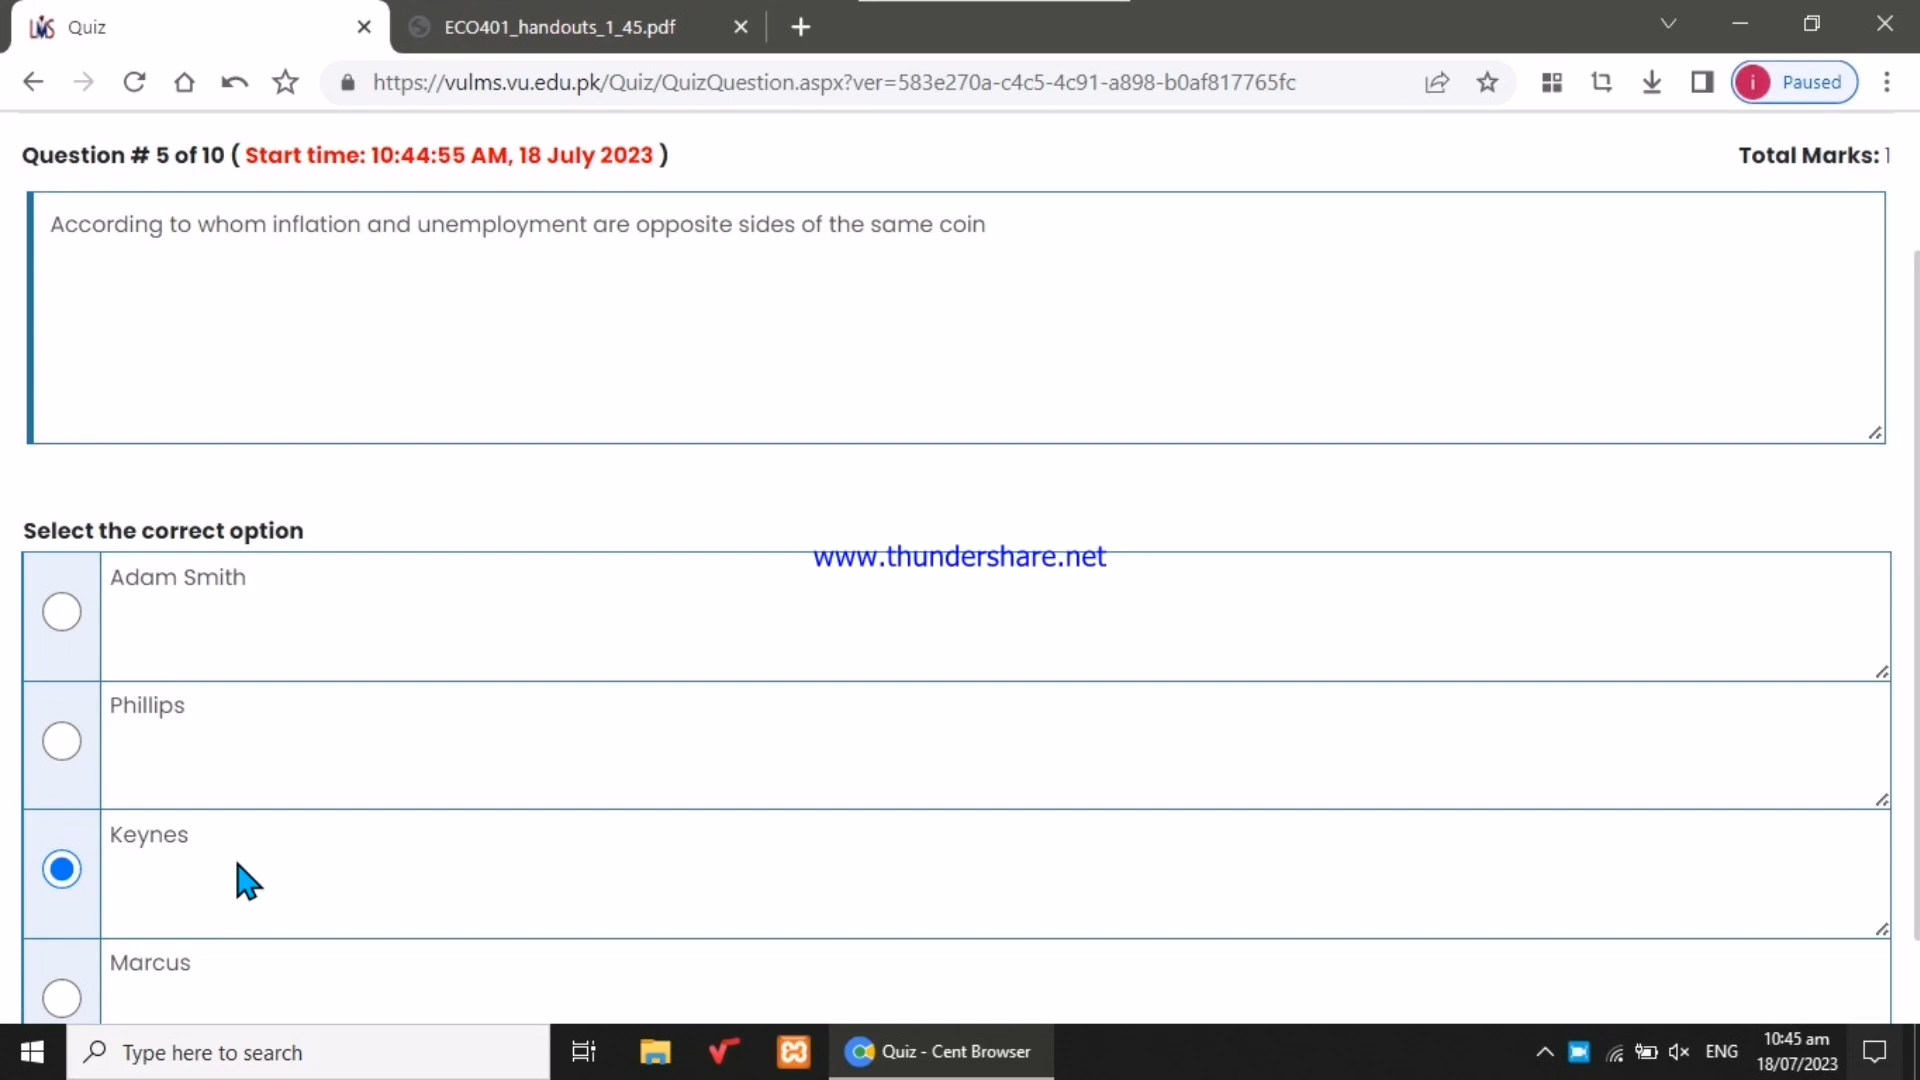 LMS Quiz
ECO401_handouts_1_45.pdf
https://vulms.vu.edu.pk/Quiz/QuizQuestion.aspx?ver=583e270a-c4c5-4c91-a898-b0af817765fc
i Paused
Question # 5 of 10 ( Start time: 10:44:55 AM, 18 July 2023 )
Total Marks: 1
According to whom inflation and unemployment are opposite sides of the same coin
Select the correct option
www.thundershare.net
Adam Smith
Phillips
Keynes
Marcus
Type here to search
Quiz - Cent Browser
ENG
10:45 am
18/07/2023